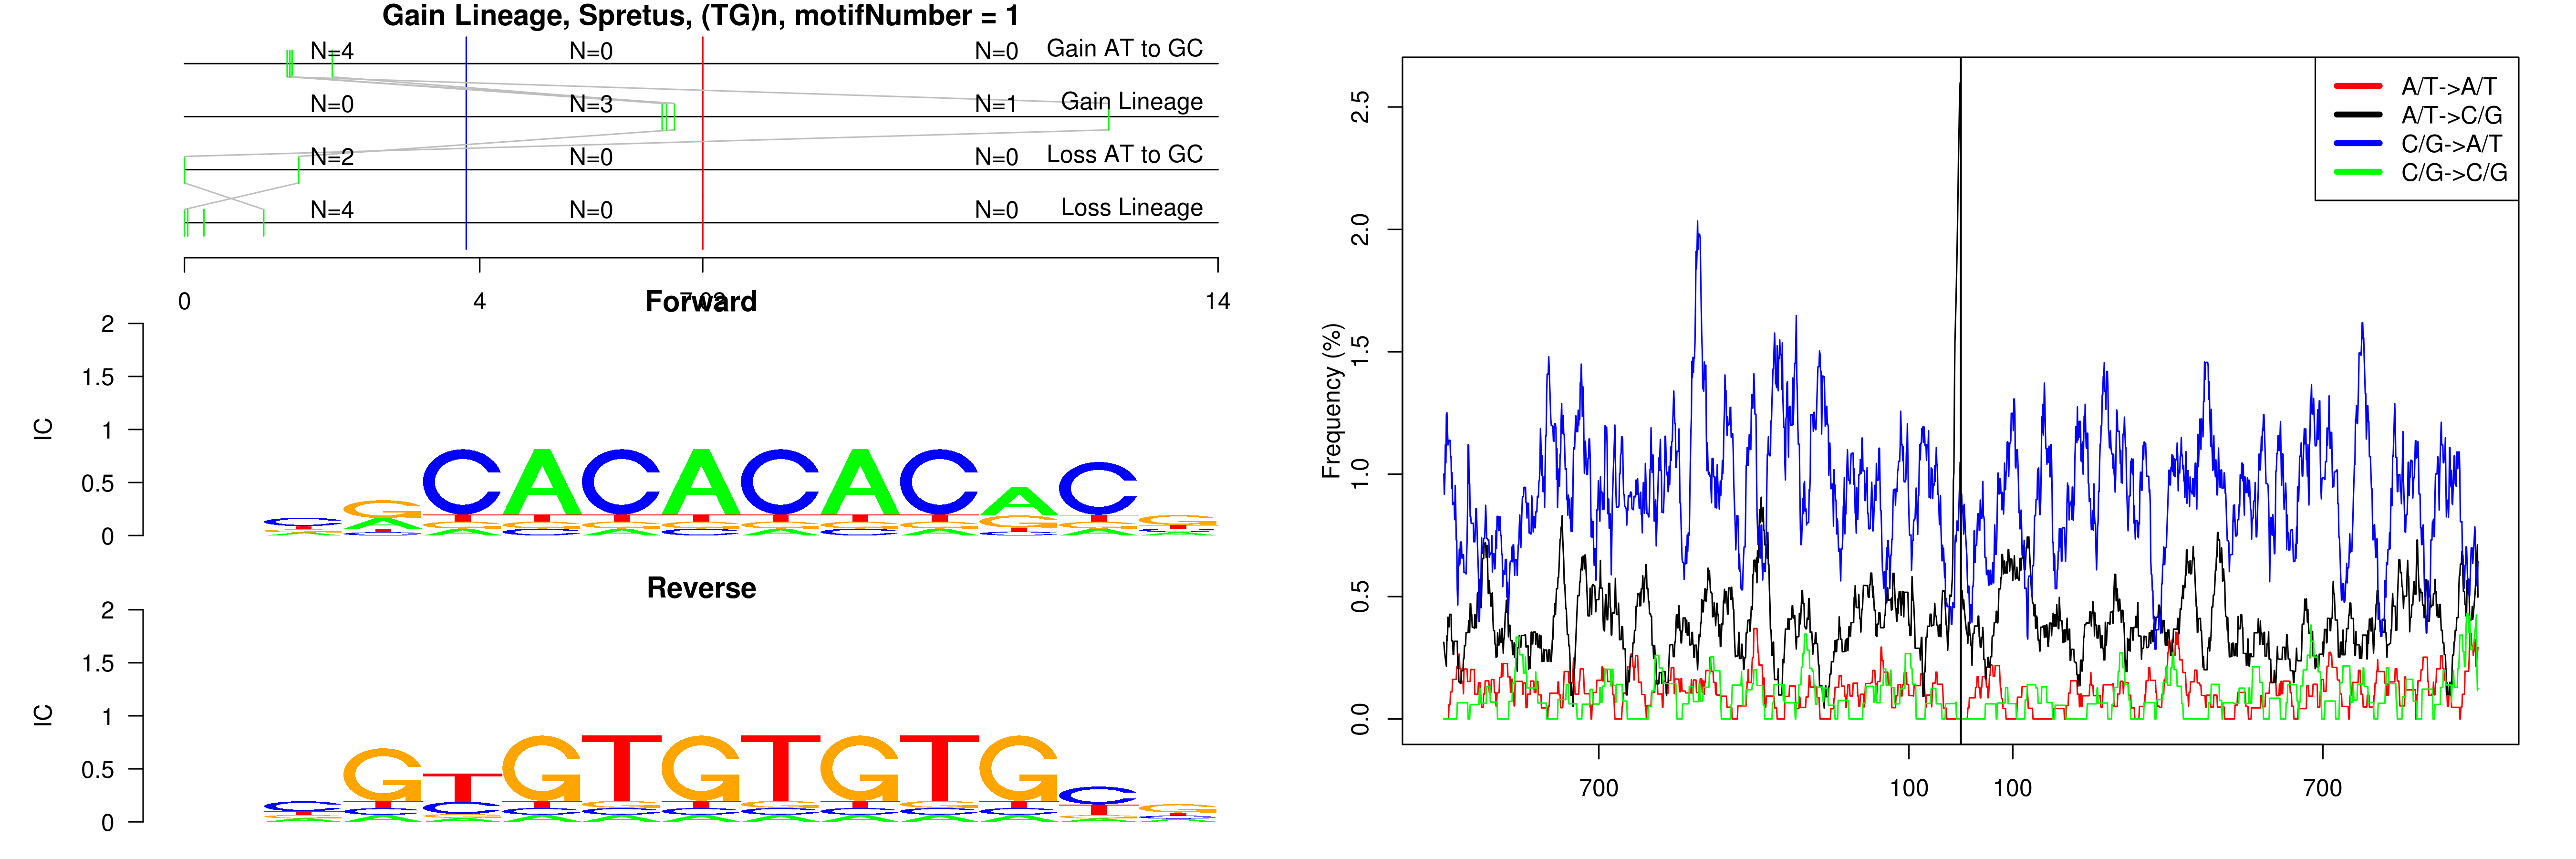 Gain Lineage, Spretus, (TG)n, motifNumber = 1
N=4 N=0 N=0 Gain AT to GC
N=0 N=3 N=1 Gain Lineage
N=2 N=0 N=0 Loss AT to GC
N=4 N=0 N=0 Loss Lineage
0 4 14
Forward
2
1.5
1
0.5
0
IC
CACACACAC
Reverse
2
1.5
1
0.5
0
IC
GTGTGTGTG
A/T->A/T
A/T->C/G
C/G->A/T
C/G->C/G
Frequency (%)
2.5
2.0
1.5
1.0
0.5
0.0
700 100 100 700